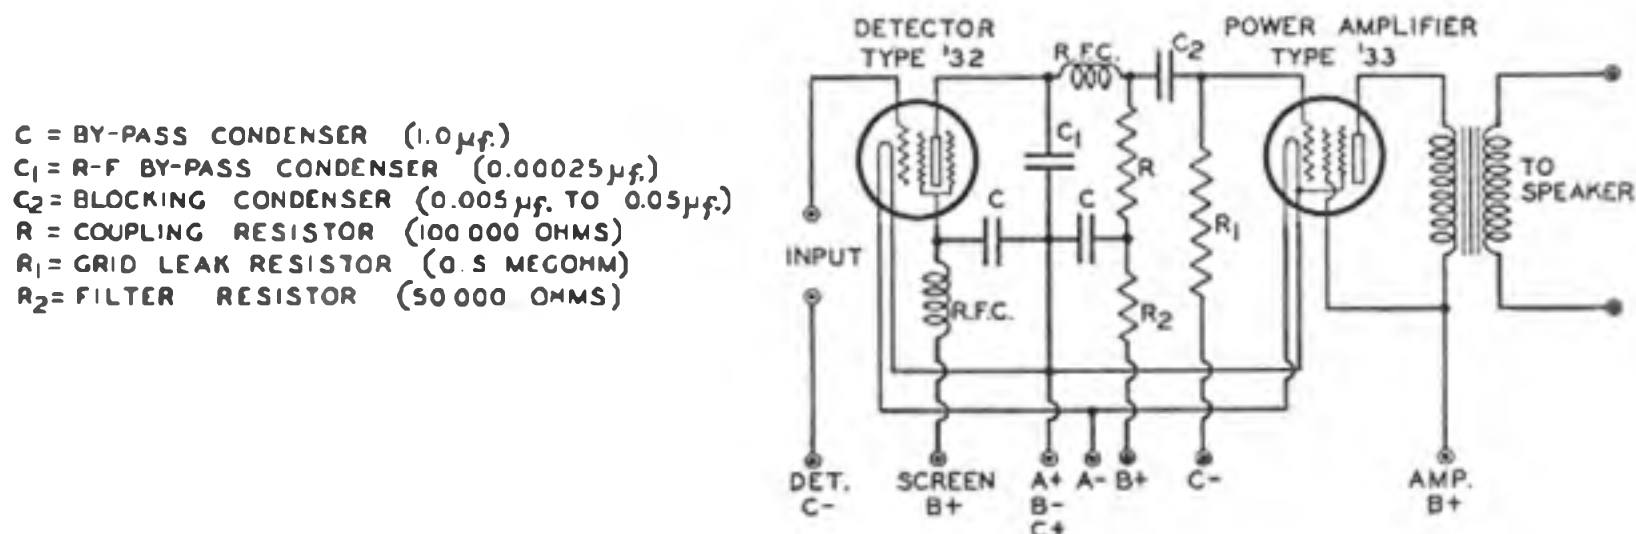 C = BY-PASS CONDENSER (1.0µf.)
C1 = R-F BY-PASS CONDENSER (0.00025µf.)
C2 = BLOCKING CONDENSER (0.005µf. TO 0.05µf.)
R = COUPLING RESISTOR (100 000 OHMS)
R1 = GRID LEAK RESISTOR (0.5 MEGOHM)
R2 = FILTER RESISTOR (50 000 OHMS)
DETECTOR
TYPE '32
R.F.C.
C2
POWER AMPLIFIER
TYPE '33
C1
R
C
C
R1
INPUT
R.F.C.
R2
TO
SPEAKER
DET.
C-
SCREEN
B+
A+
B-
C+
A-
B+
C-
AMP.
B+